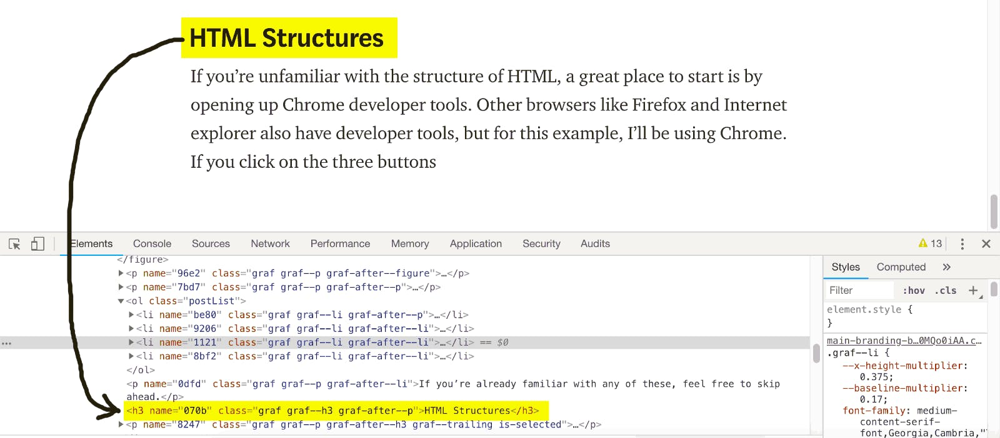 HTML Structures
If you’re unfamiliar with the structure of HTML, a great place to start is by
opening up Chrome developer tools. Other browsers like Firefox and Internet
explorer also have developer tools, but for this example, I’ll be using Chrome.
If you click on the three buttons
Elements Console Sources Network Performance Memory Application Security Audits 13
</figure>
<p name="96e2" class="graf graf--p graf-after--figure">…</p>
<p name="7bd7" class="graf graf--p graf-after--p">…</p>
<ol class="postList">
<li name="be80" class="graf graf--li graf-after--p">…</li>
<li name="9206" class="graf graf--li graf-after--li">…</li>
<li name="1121" class="graf graf--li graf-after--li">…</li> == $0
<li name="8bf2" class="graf graf--li graf-after--li">…</li>
</ol>
<p name="0dfd" class="graf graf--p graf-after--li">If you’re already familiar with any of these, feel free to skip
ahead.</p>
<h3 name="070b" class="graf graf--h3 graf-after--p">HTML Structures</h3>
<p name="8247" class="graf graf--p graf-after--h3 graf--trailing is-selected">…</p>
Styles Computed »
Filter :hov .cls +
element.style {
}
main-branding-b…0MQo0iAA.c…
.graf--li {
--x-height-multiplier:
0.375;
--baseline-multiplier:
0.17;
font-family: medium-
content-serif-
font,Georgia,Cambria,"